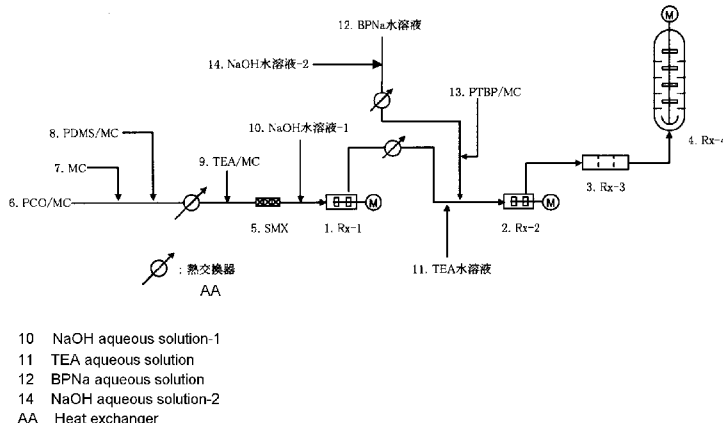 12. BPNa水溶液
14. NaOH水溶液-2
13. PTBP/MC
8. PDMS/MC
10. NaOH水溶液-1
7. MC
9. TEA/MC
6. PCO/MC
5. SMX
1. Rx-1
M
11. TEA水溶液
2. Rx-2
M
3. Rx-3
4. Rx-4
M
: 熱交換器
AA
10 NaOH aqueous solution-1
11 TEA aqueous solution
12 BPNa aqueous solution
14 NaOH aqueous solution-2
AA Heat exchanger